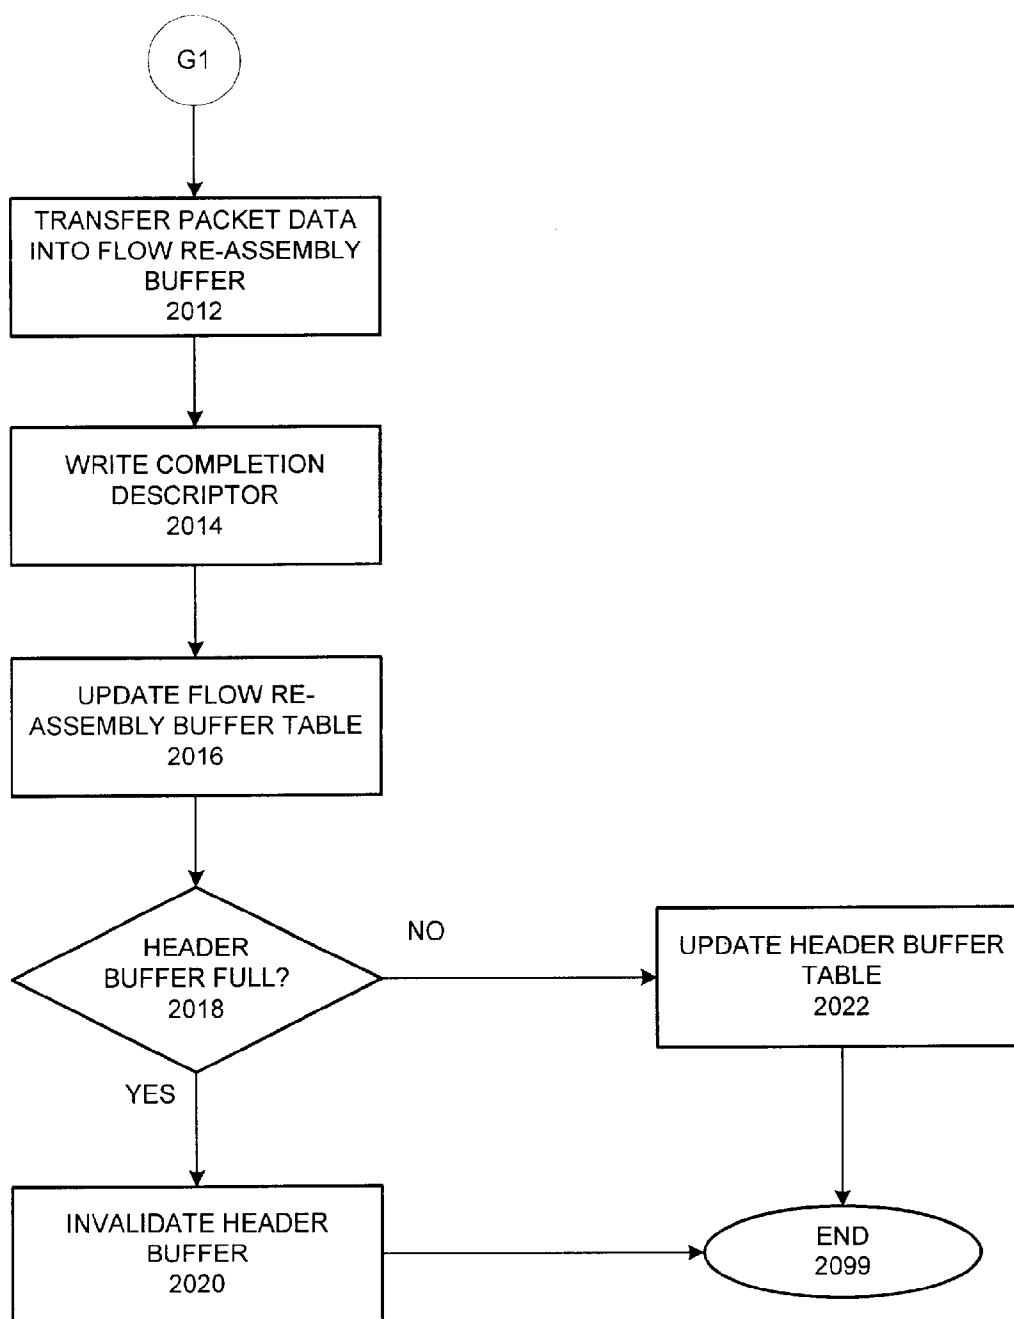 G1
TRANSFER PACKET DATA
INTO FLOW RE-ASSEMBLY
BUFFER
2012
WRITE COMPLETION
DESCRIPTOR
2014
UPDATE FLOW RE-
ASSEMBLY BUFFER TABLE
2016
HEADER
BUFFER FULL?
2018
NO
UPDATE HEADER BUFFER
TABLE
2022
YES
INVALIDATE HEADER
BUFFER
2020
END
2099